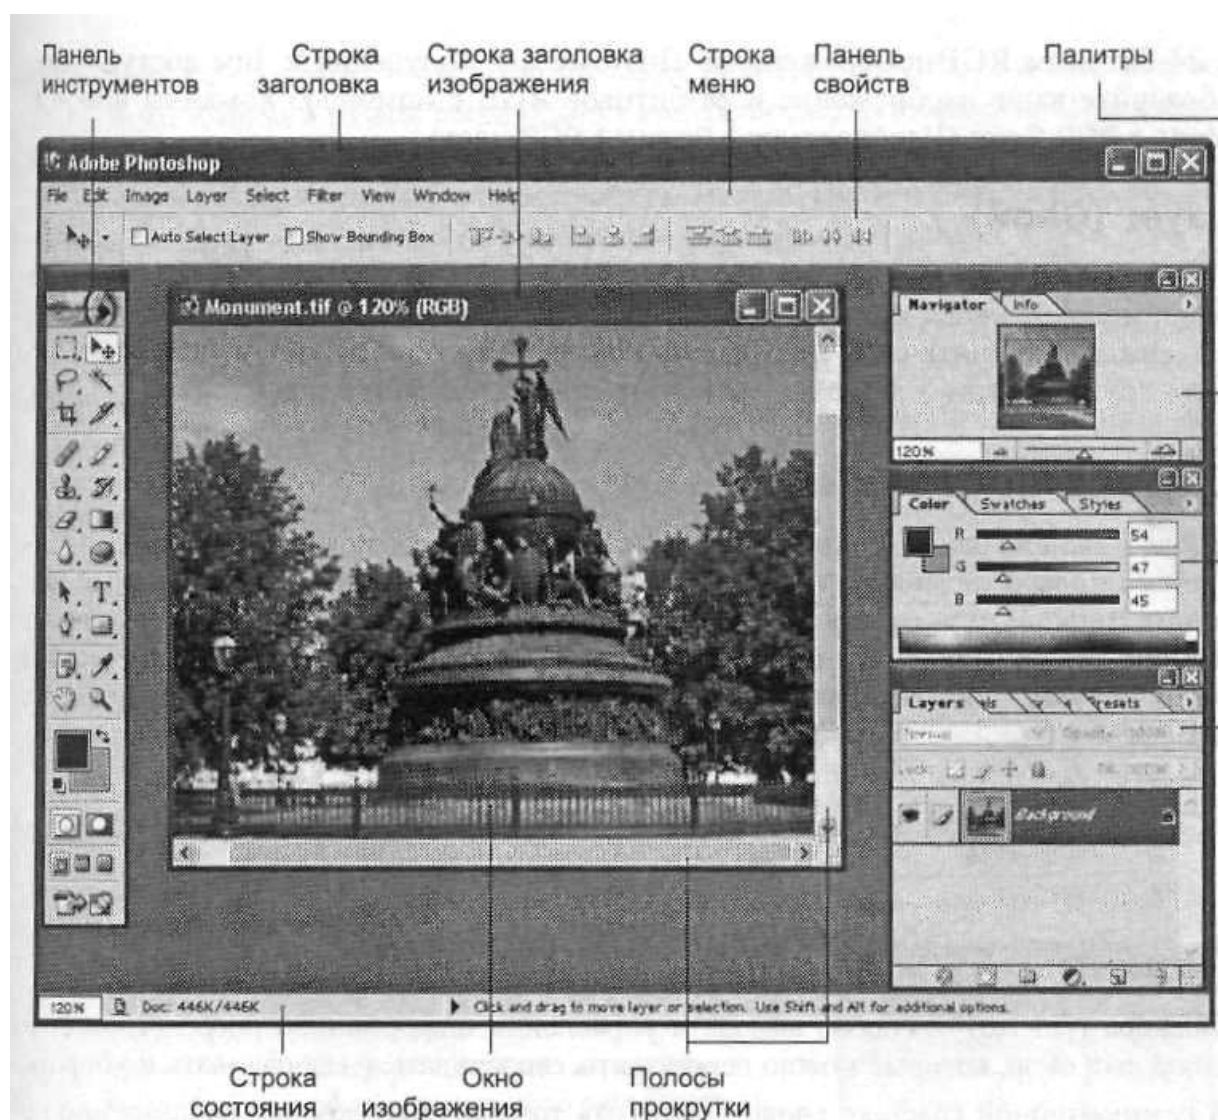 Панель
инструментов
Строка
заголовка
Строка заголовка
изображения
Строка
меню
Панель
свойств
Палитры
Adobe Photoshop
File Edit Image Layer Select Filter View Window Help
Auto Select Layer Show Bounding Box
Monument.tif @ 120% (RGB)
Navigator Info
120%
Color Swatches Styles
R 54
G 47
B 45
Layers Presets
Background
120% Doc: 446K/446K Click and drag to move layer or selection. Use Shift and Alt for additional options.
Строка
состояния
Окно
изображения
Полосы
прокрутки